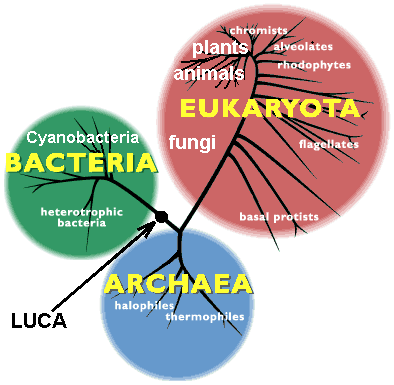 chromists
plants
alveolates
rhodophytes
animals
EUKARYOTA
fungi
flagellates
basal protists
Cyanobacteria
BACTERIA
heterotrophic
bacteria
ARCHAEA
halophiles
thermophiles
LUCA